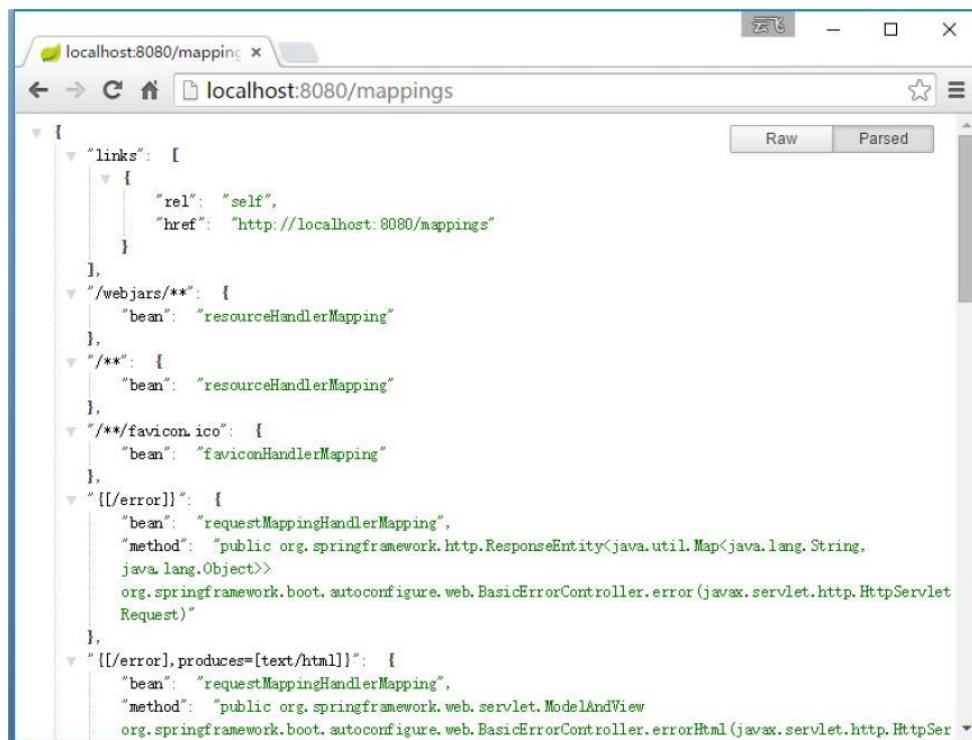 云飞
localhost:8080/mapping
localhost:8080/mappings
Raw Parsed
{
"links": [
{
"rel": "self",
"href": "http://localhost:8080/mappings"
}
],
"/webjars/**": {
"bean": "resourceHandlerMapping"
},
"/**": {
"bean": "resourceHandlerMapping"
},
"/**/favicon.ico": {
"bean": "faviconHandlerMapping"
},
"{[/error]}": {
"bean": "requestMappingHandlerMapping",
"method": "public org.springframework.http.ResponseEntity<java.util.Map<java.lang.String,
java.lang.Object>>
org.springframework.boot.autoconfigure.web.BasicErrorController.error(javax.servlet.http.HttpServlet
Request)"
},
"{[/error],produces=[text/html]}": {
"bean": "requestMappingHandlerMapping",
"method": "public org.springframework.web.servlet.ModelAndView
org.springframework.boot.autoconfigure.web.BasicErrorController.errorHtml(javax.servlet.http.HttpSer